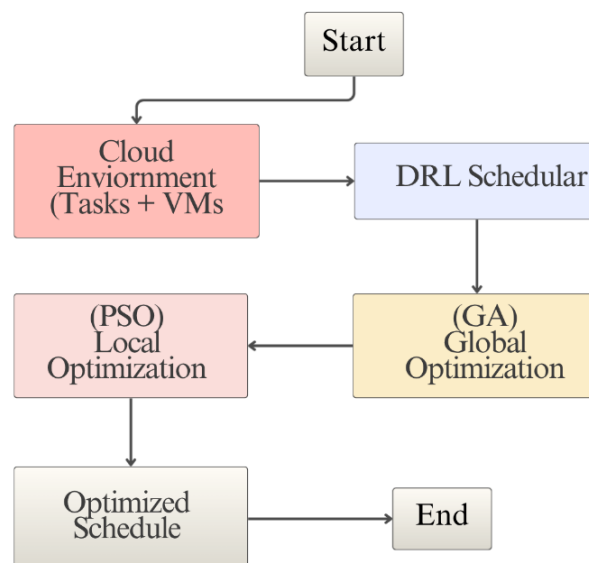 Start
Cloud
Enviornment
(Tasks + VMs
DRL Schedular
(PSO)
Local
Optimization
(GA)
Global
Optimization
Optimized
Schedule
End